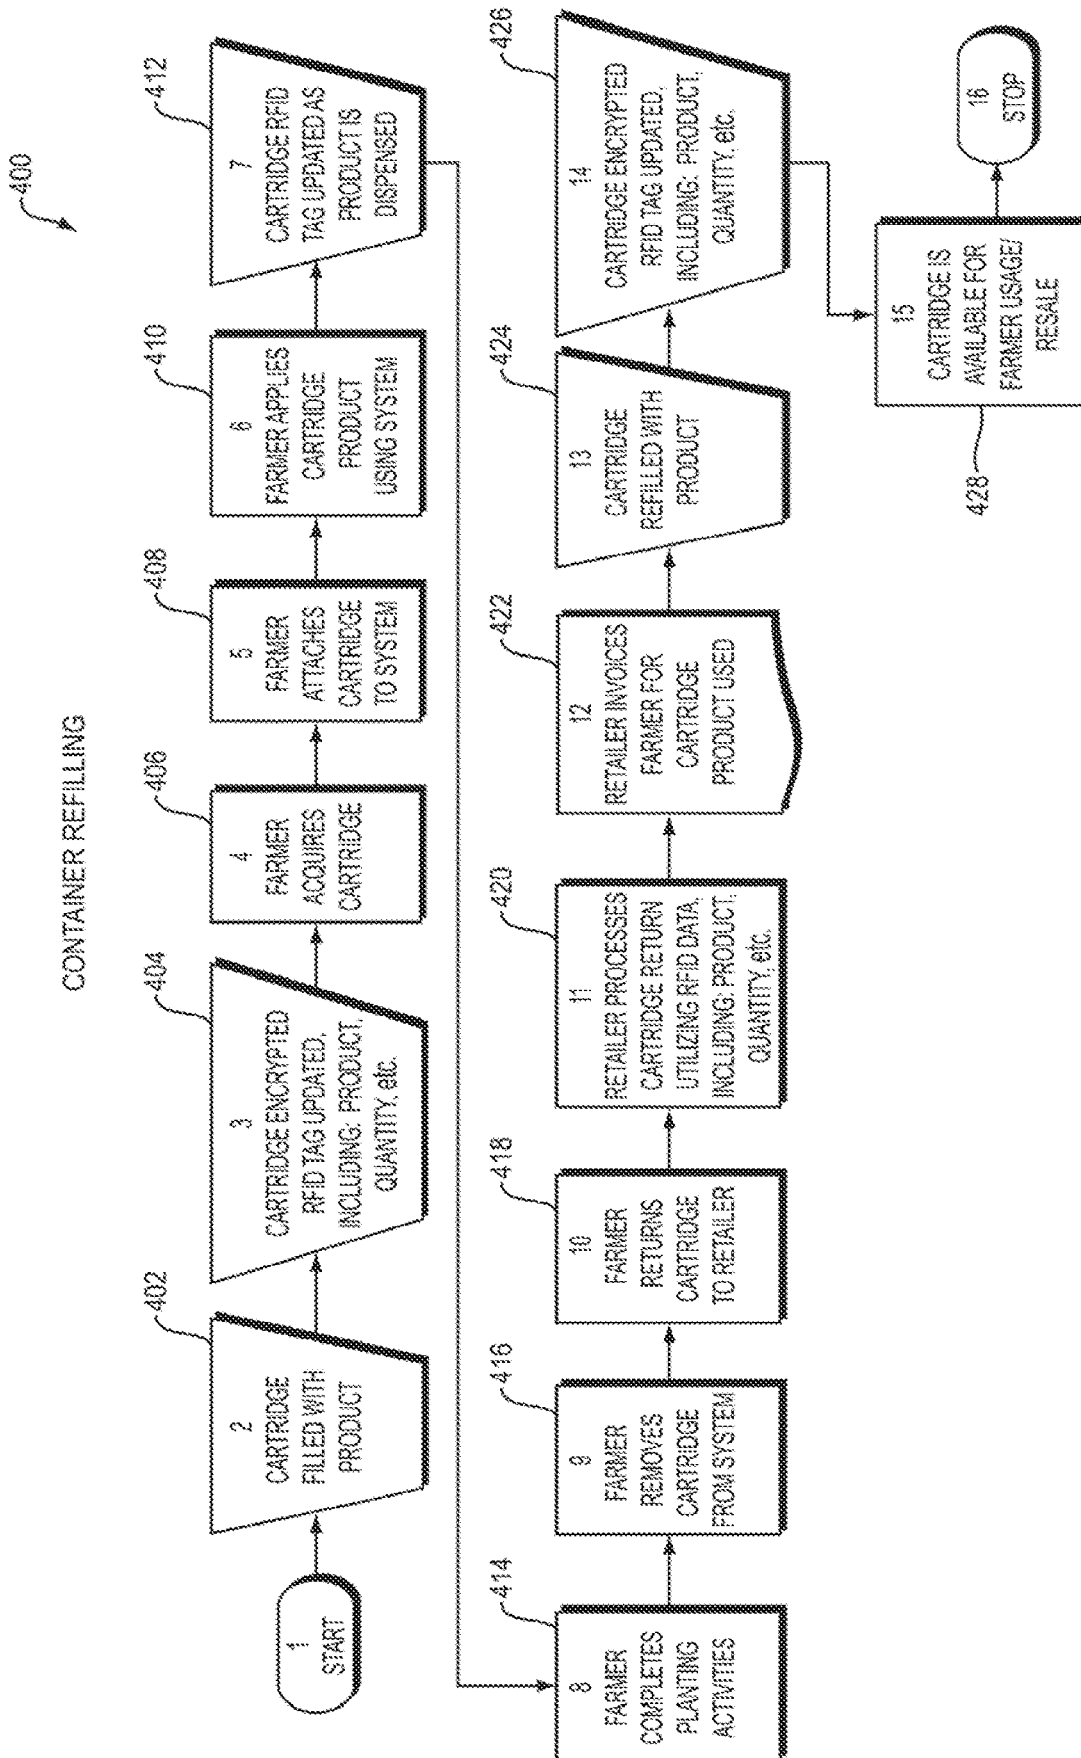 CONTAINER REFILLING
400
1
START
402
2
CARTRIDGE
FILLED WITH
PRODUCT
404
3
CARTRIDGE ENCRYPTED
RFID TAG UPDATED,
INCLUDING: PRODUCT,
QUANTITY, etc.
406
4
FARMER
ACQUIRES
CARTRIDGE
408
5
FARMER
ATTACHES
CARTRIDGE
TO SYSTEM
410
6
FARMER APPLIES
CARTRIDGE
PRODUCT
USING SYSTEM
412
7
CARTRIDGE RFID
TAG UPDATED AS
PRODUCT IS
DISPENSED
414
8
FARMER
COMPLETES
PLANTING
ACTIVITIES
416
9
FARMER
REMOVES
CARTRIDGE
FROM SYSTEM
418
10
FARMER
RETURNS
CARTRIDGE
TO RETAILER
420
11
RETAILER PROCESSES
CARTRIDGE RETURN
UTILIZING RFID DATA,
INCLUDING: PRODUCT,
QUANTITY, etc.
422
12
RETAILER INVOICES
FARMER FOR
CARTRIDGE
PRODUCT USED
424
13
CARTRIDGE
REFILLED WITH
PRODUCT
426
14
CARTRIDGE ENCRYPTED
RFID TAG UPDATED,
INCLUDING: PRODUCT,
QUANTITY, etc.
428
15
CARTRIDGE IS
AVAILABLE FOR
FARMER USAGE/
RESALE
16
STOP